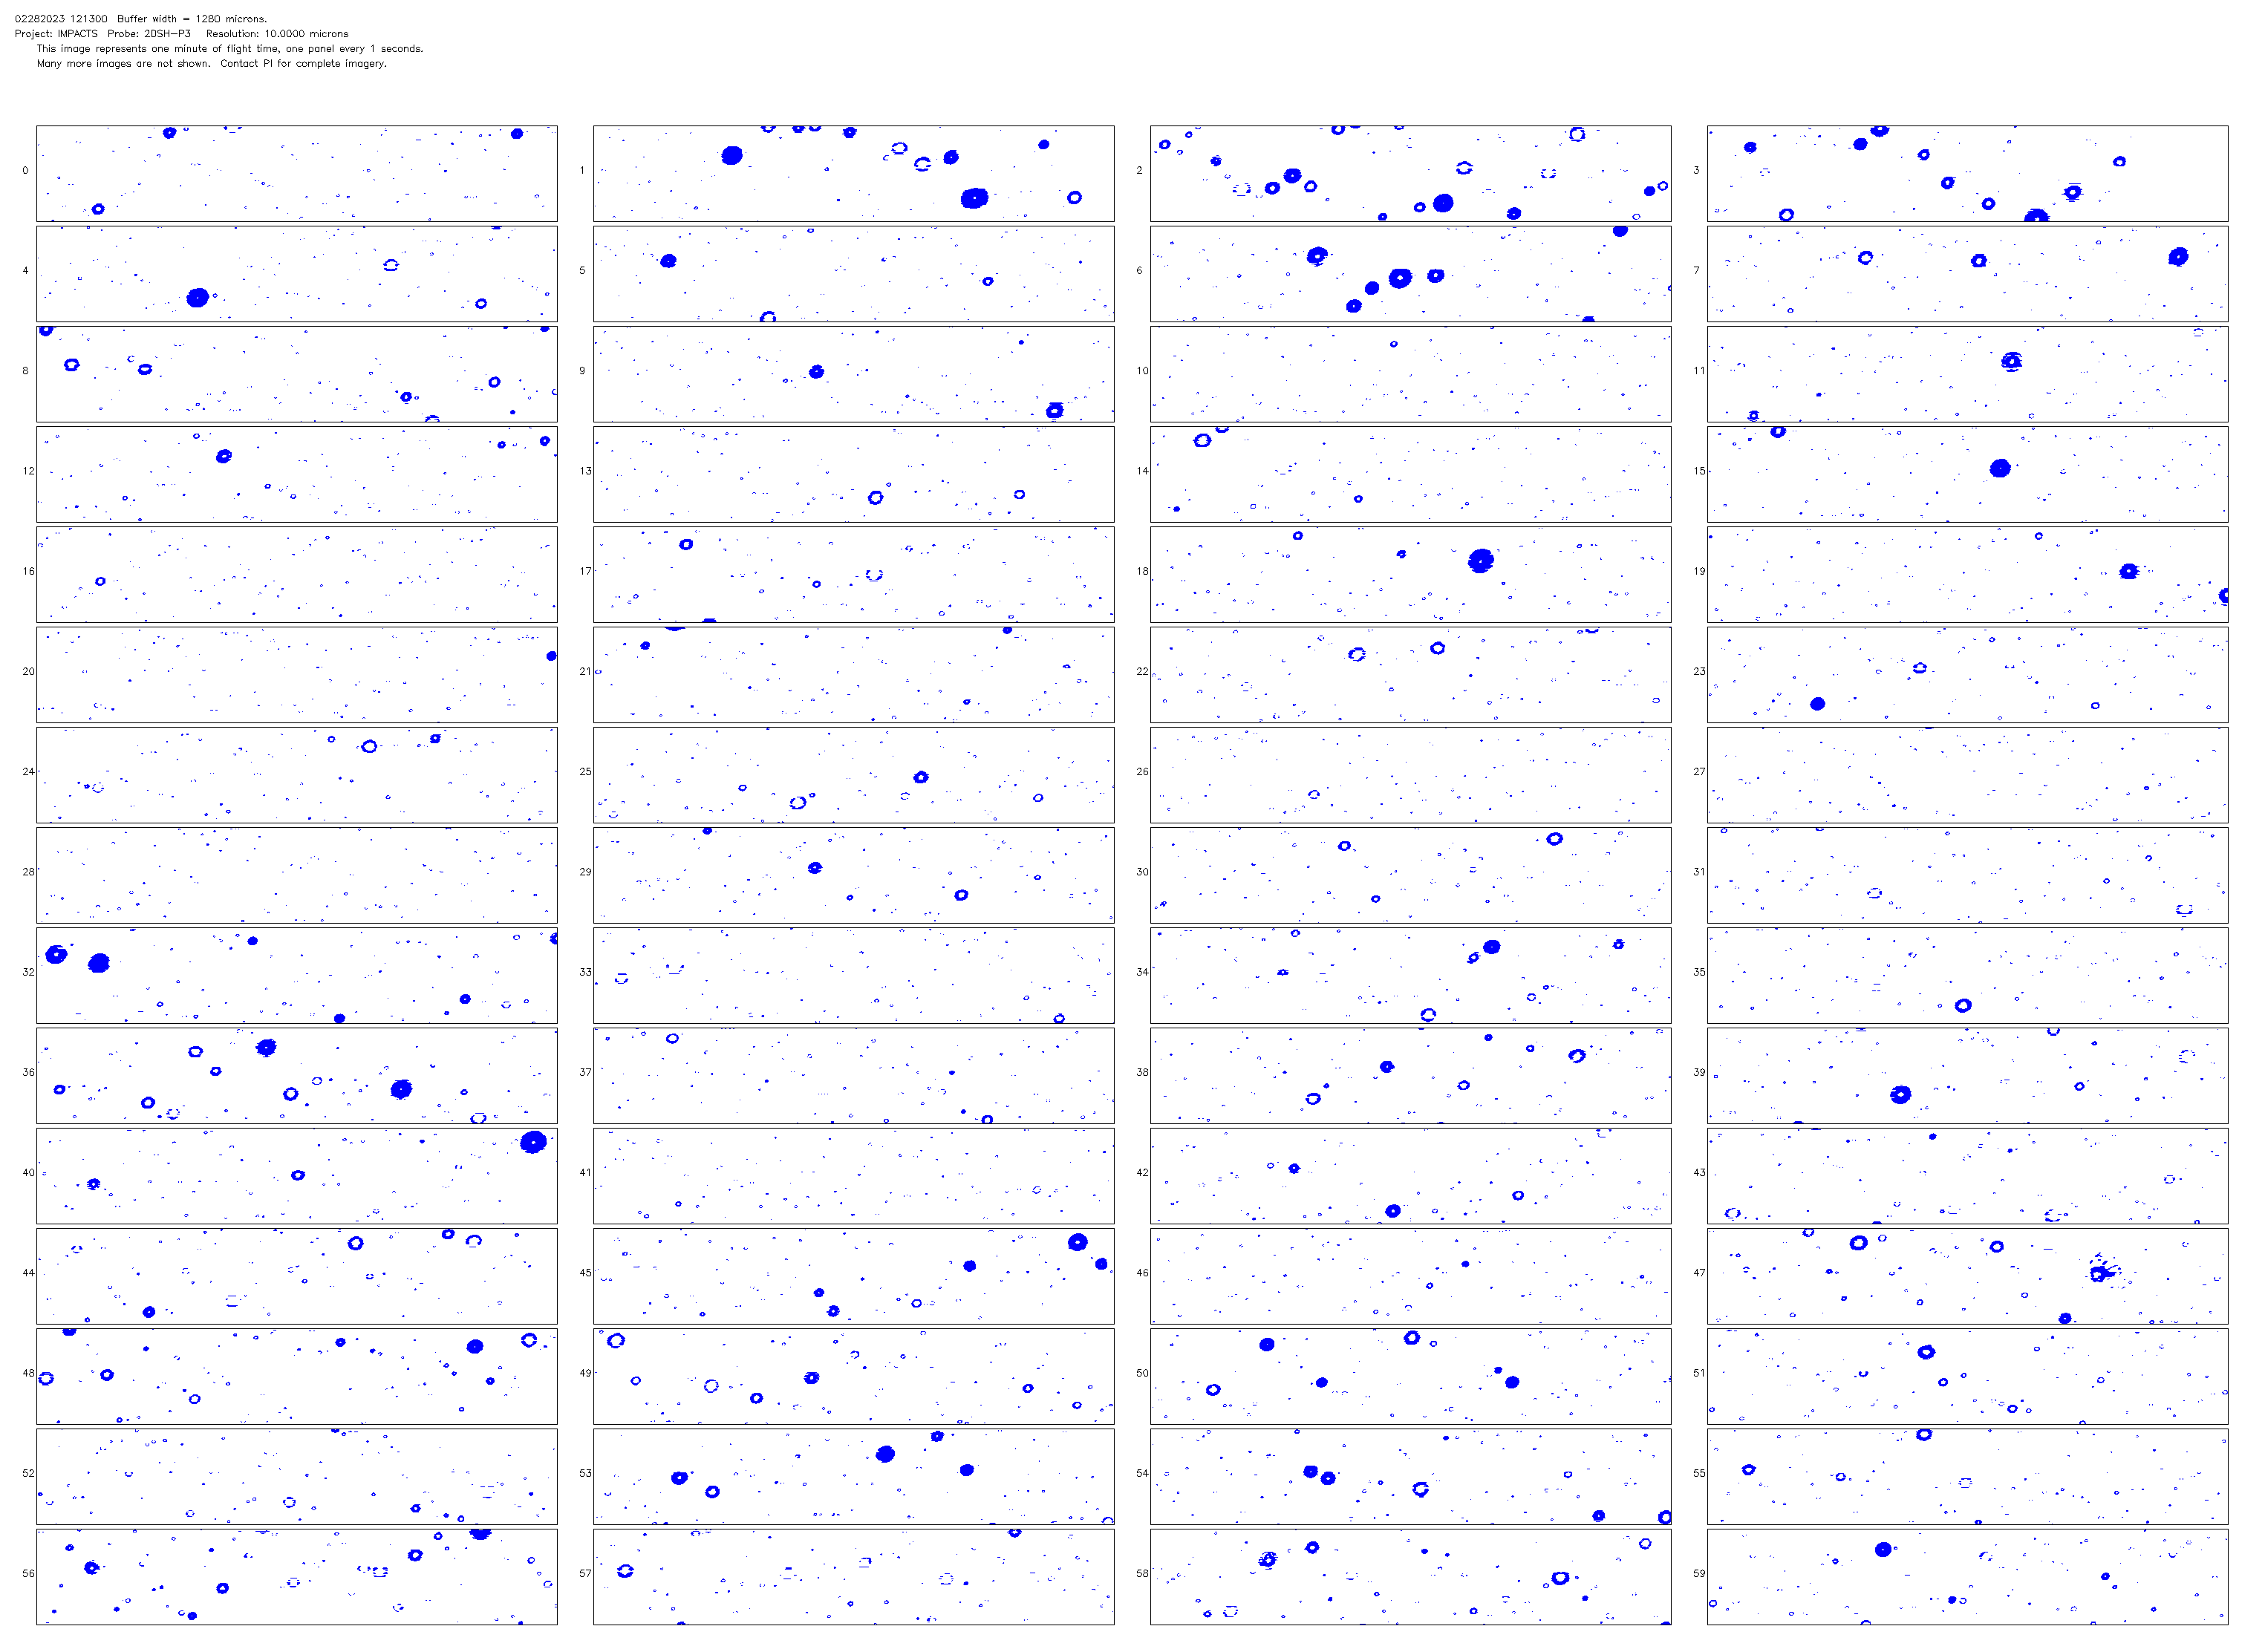 02282023 121300 Buffer width = 1280 microns.
Project: IMPACTS Probe: 2DSH-P3 Resolution: 10.0000 microns
This image represents one minute of flight time, one panel every 1 seconds.
Many more images are not shown. Contact PI for complete imagery.
0 1 2 3
4 5 6 7
8 9 10 11
12 13 14 15
16 17 18 19
20 21 22 23
24 25 26 27
28 29 30 31
32 33 34 35
36 37 38 39
40 41 42 43
44 45 46 47
48 49 50 51
52 53 54 55
56 57 58 59